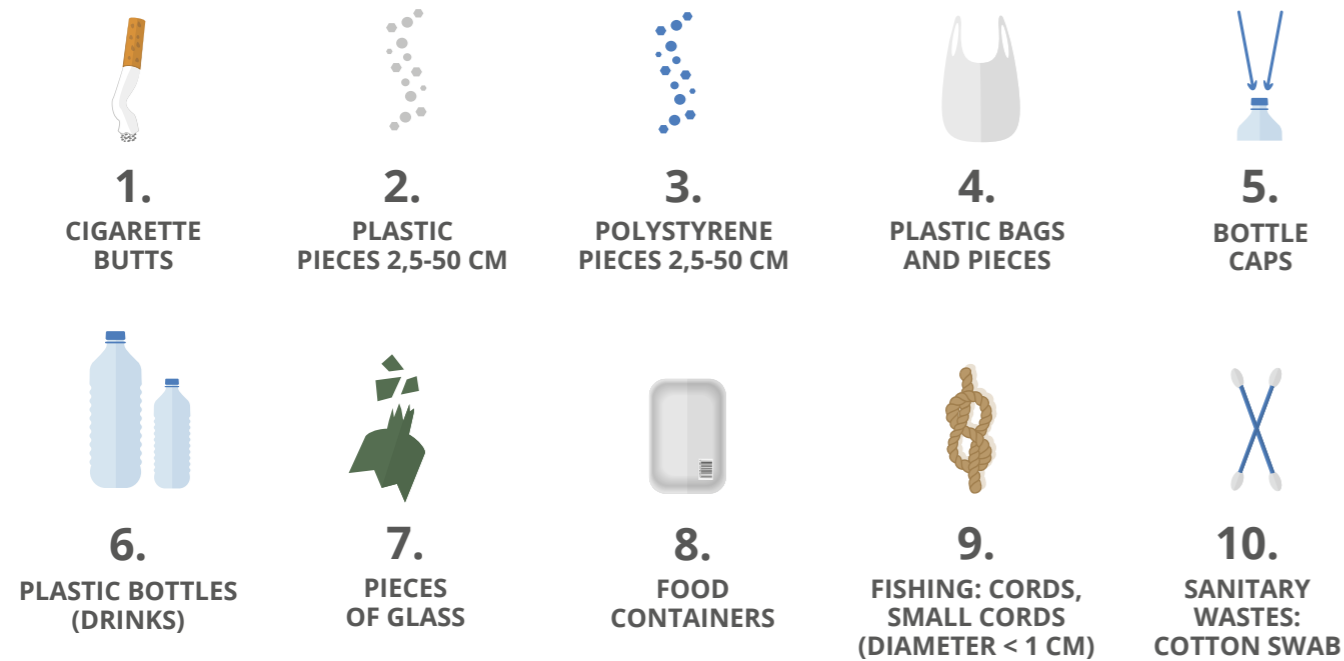 1.
CIGARETTE
BUTTS
2.
PLASTIC
PIECES 2,5-50 CM
3.
POLYSTYRENE
PIECES 2,5-50 CM
4.
PLASTIC BAGS
AND PIECES
5.
BOTTLE
CAPS
6.
PLASTIC BOTTLES
(DRINKS)
7.
PIECES
OF GLASS
8.
FOOD
CONTAINERS
9.
FISHING: CORDS,
SMALL CORDS
(DIAMETER < 1 CM)
10.
SANITARY
WASTES:
COTTON SWAB